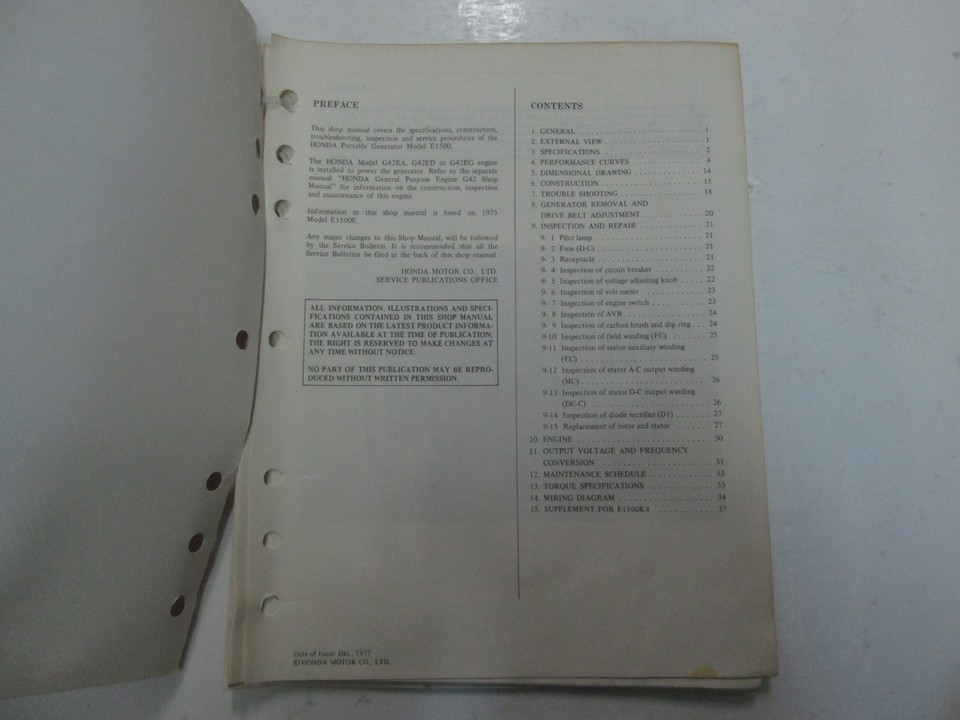 PREFACE
This shop manual covers the specifications, construction,
troubleshooting, inspection and service procedures of the
HONDA Portable Generator Model E1500.
The HONDA Model G42EA, G42ED or G42EG engine
is installed to power the generator. Refer to the separate
manual "HONDA General Purpose Engine G42 Shop
Manual" for information on the construction, inspection
and maintenance of this engine.
Information in this shop manual is based on 1975
Model E1500E.
Any major changes to this Shop Manual, will be followed
by the Service Bulletin. It is recommended that all the
Service Bulletins be filed at the back of this shop manual.
HONDA MOTOR CO., LTD.
SERVICE PUBLICATIONS OFFICE
ALL INFORMATION, ILLUSTRATIONS AND SPECI-
FICATIONS CONTAINED IN THIS SHOP MANUAL
ARE BASED ON THE LATEST PRODUCT INFORMA-
TION AVAILABLE AT THE TIME OF PUBLICATION.
THE RIGHT IS RESERVED TO MAKE CHANGES AT
ANY TIME WITHOUT NOTICE.
NO PART OF THIS PUBLICATION MAY BE REPRO-
DUCED WITHOUT WRITTEN PERMISSION.
Date of Issue: Dec., 1977
© HONDA MOTOR CO., LTD.
CONTENTS
1. GENERAL 1
2. EXTERNAL VIEW 1
3. SPECIFICATIONS 2
4. PERFORMANCE CURVES 4
5. DIMENSIONAL DRAWING 14
6. CONSTRUCTION 15
7. TROUBLE SHOOTING 18
8. GENERATOR REMOVAL AND
DRIVE BELT ADJUSTMENT 20
9. INSPECTION AND REPAIR 21
9- 1 Pilot lamp 21
9- 2 Fuse (D-C) 21
9- 3 Receptacle 21
9- 4 Inspection of circuit breaker 22
9- 5 Inspection of voltage adjusting knob 22
9- 6 Inspection of volt meter 23
9- 7 Inspection of engine switch 23
9- 8 Inspection of AVR 24
9- 9 Inspection of carbon brush and slip ring 24
9-10 Inspection of field winding (FC) 25
9-11 Inspection of stator auxiliary winding
(EC) 25
9-12 Inspection of stator A-C output winding
(MC) 26
9-13 Inspection of stator D-C output winding
(DC-C) 26
9-14 Inspection of diode rectifier (D1) 27
9-15 Replacement of rotor and stator 27
10. ENGINE 30
11. OUTPUT VOLTAGE AND FREQUENCY
CONVERSION 31
12. MAINTENANCE SCHEDULE 33
13. TORQUE SPECIFICATIONS 33
14. WIRING DIAGRAM 34
15. SUPPLEMENT FOR E1500K4 37